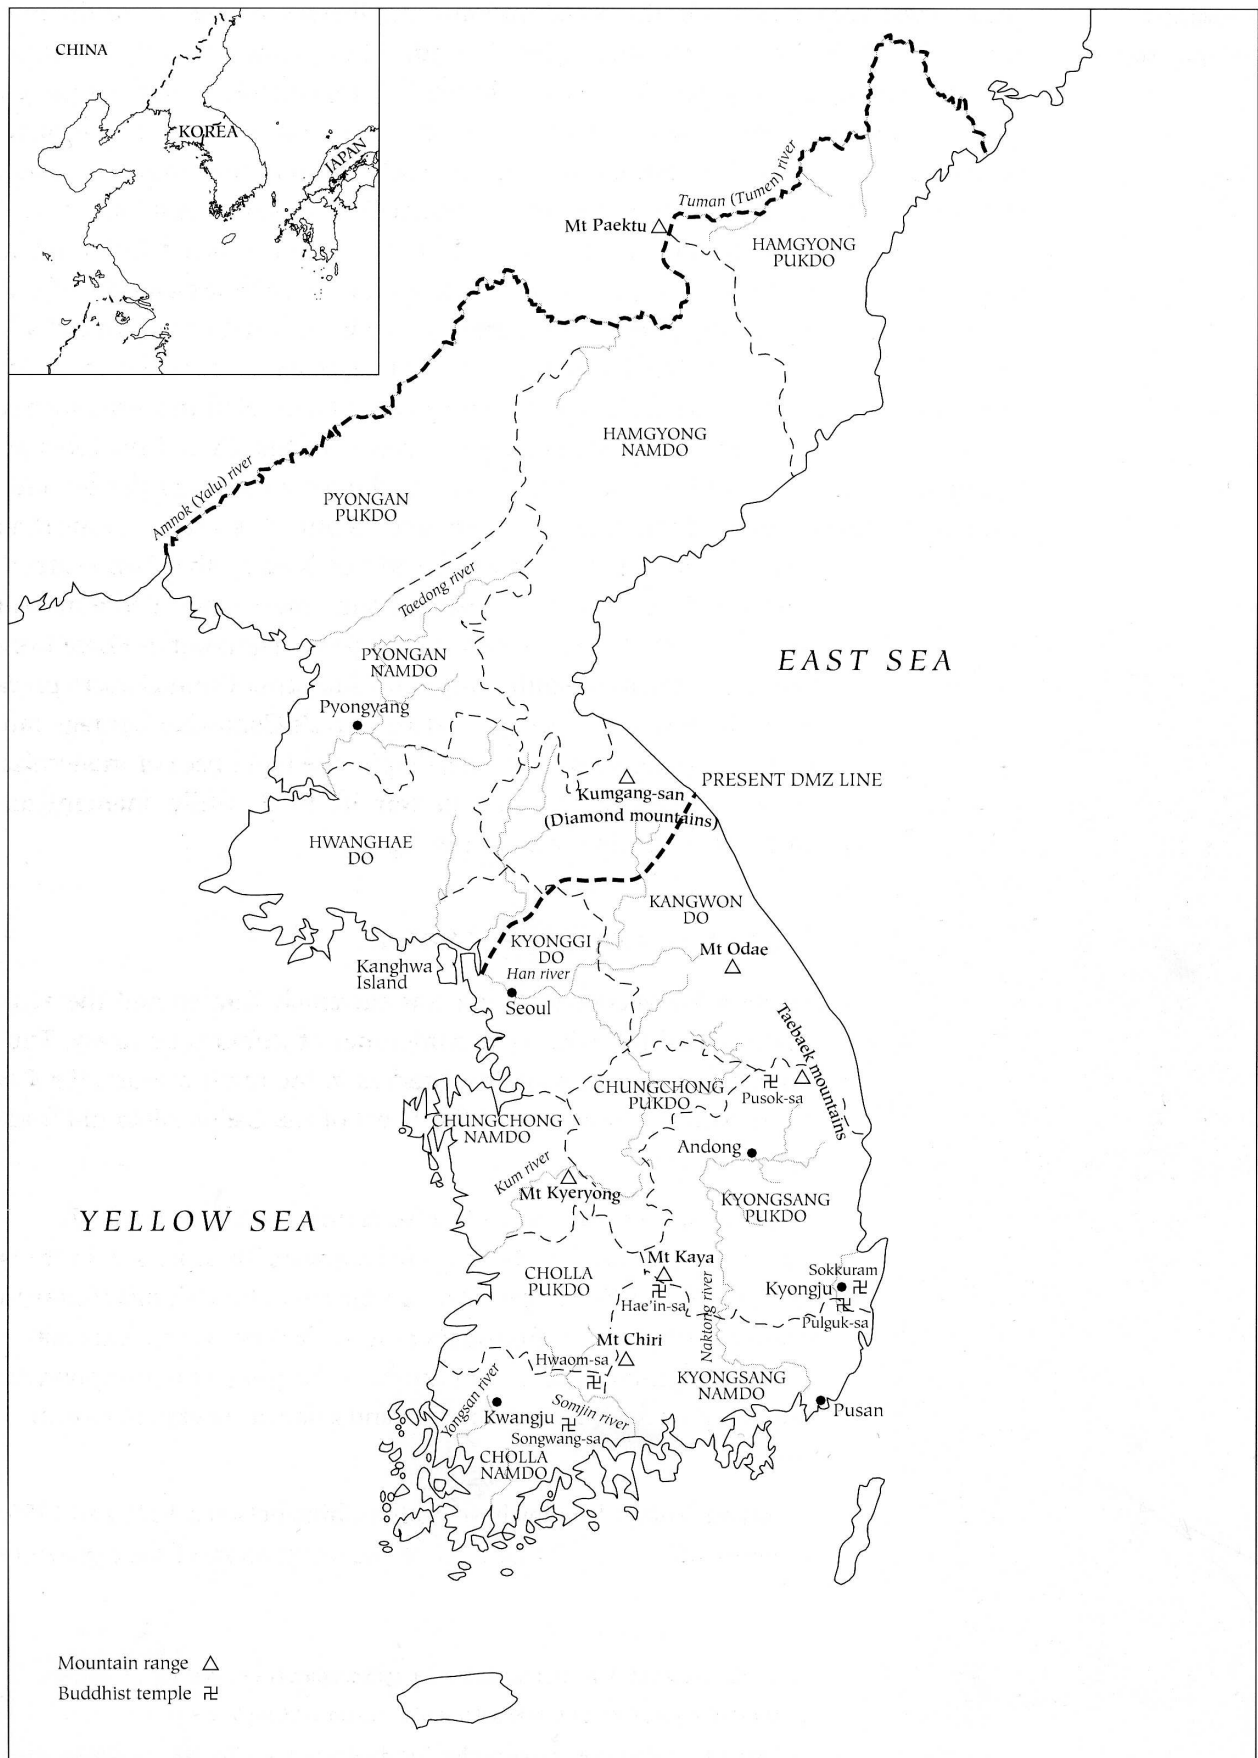 CHINA
KOREA
JAPAN
Tuman (Tumen) river
Mt Paektu
HAMGYONG
PUKDO
HAMGYONG
NAMDO
Amnok (Yalu) river
PYONGAN
PUKDO
Taedong river
PYONGAN
NAMDO
EAST SEA
Pyongyang
PRESENT DMZ LINE
Kumgang-san
(Diamond mountains)
HWANGHAE
DO
KANGWON
DO
KYONGGI
DO
Mt Odae
Kanghwa
Island
Han river
Seoul
Taebaek mountains
CHUNGCHONG
PUKDO
Pusok-sa
CHUNGCHONG
NAMDO
Andong
Kum river
Mt Kyeryong
KYONGSANG
PUKDO
YELLOW SEA
Mt Kaya
CHOLLA
PUKDO
Sokkuram
Kyongju
Hae'in-sa
Pulguk-sa
Naktong river
Mt Chiri
Hwaom-sa
KYONGSANG
NAMDO
Yongsan river
Somjin river
Kwangju
Pusan
Songwang-sa
CHOLLA
NAMDO
Mountain range
Buddhist temple